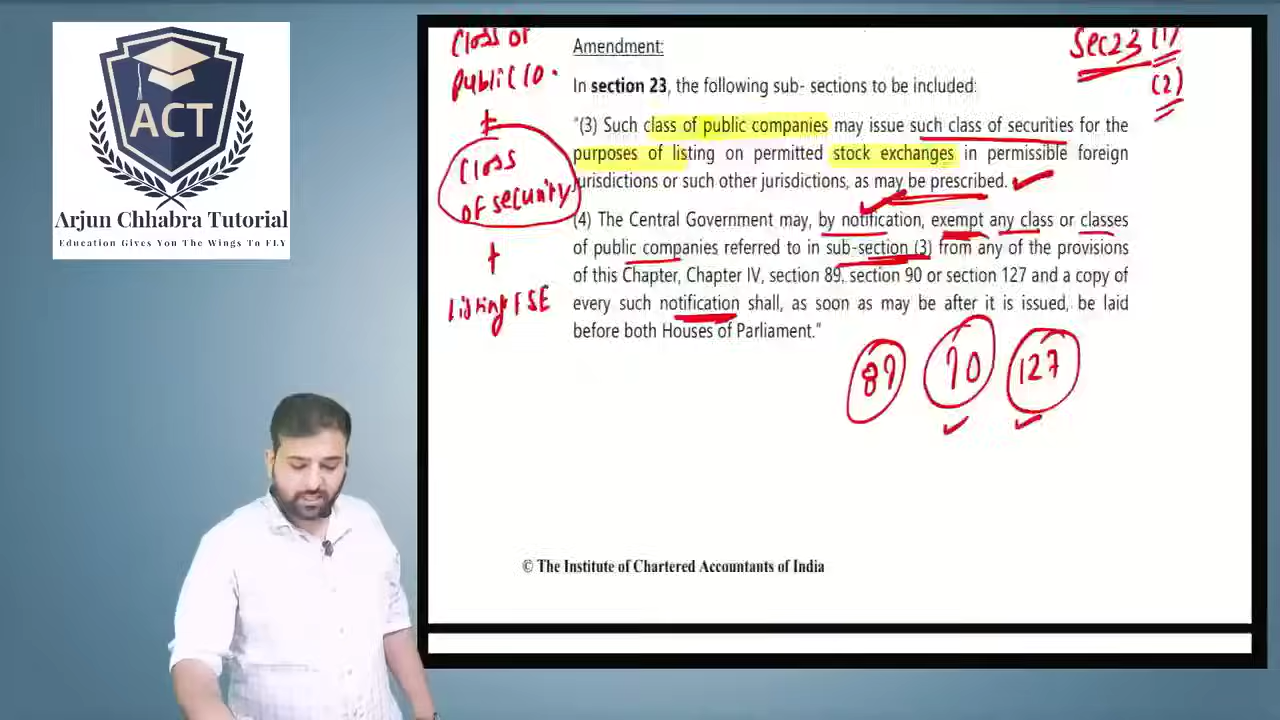 ACT
Arjun Chhabra Tutorial
Education Gives You The Wings To FLY
Class of
public co.
+
Class
of security
+
listing FSE
Sec 23 (1)
(2)
Amendment:
In section 23, the following sub- sections to be included:
"(3) Such class of public companies may issue such class of securities for the
purposes of listing on permitted stock exchanges in permissible foreign
jurisdictions or such other jurisdictions, as may be prescribed.
(4) The Central Government may, by notification, exempt any class or classes
of public companies referred to in sub-section (3) from any of the provisions
of this Chapter, Chapter IV, section 89, section 90 or section 127 and a copy of
every such notification shall, as soon as may be after it is issued, be laid
before both Houses of Parliament."
89 90 127
© The Institute of Chartered Accountants of India